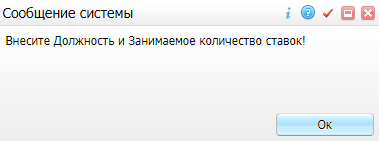 Сообщение системы
Внесите Должность и Занимаемое количество ставок!
Ок